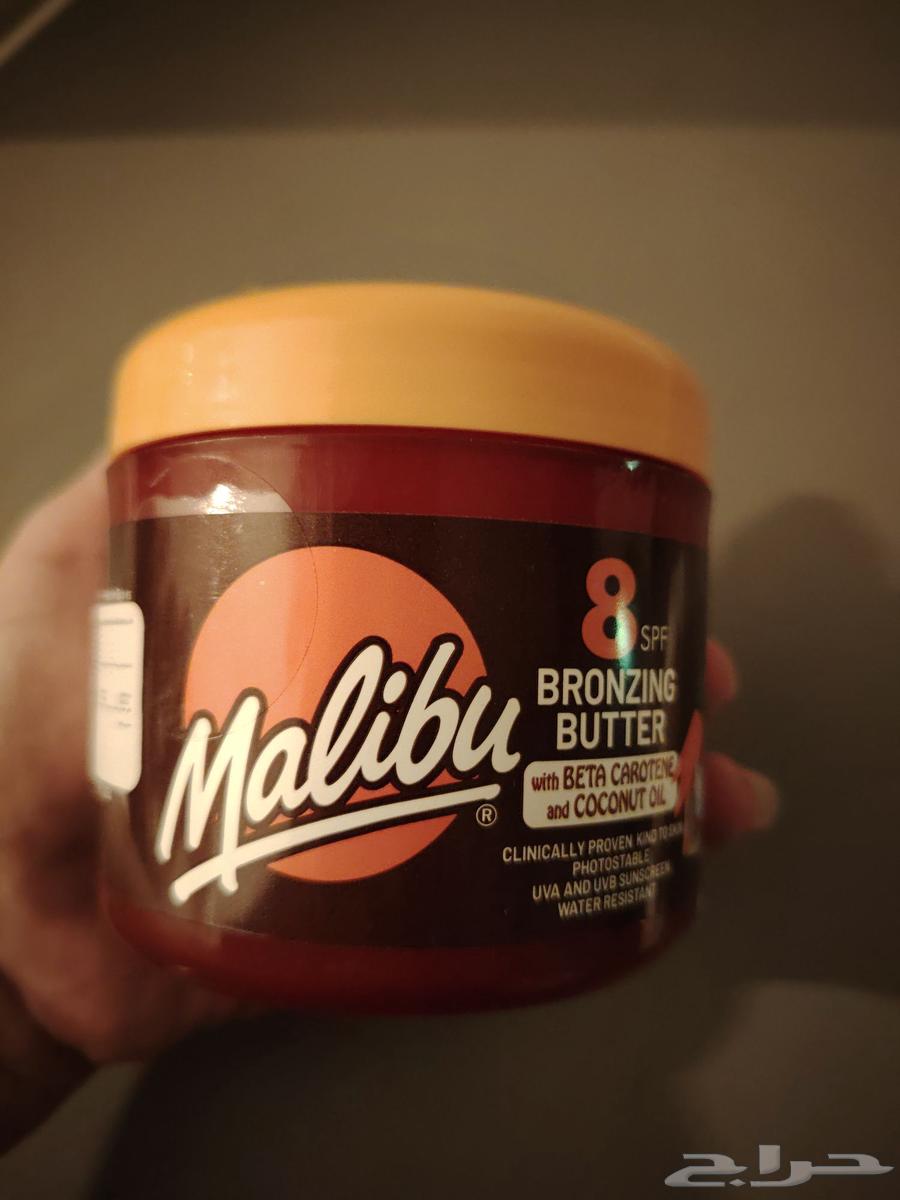 8 SPF
BRONZING
BUTTER
with BETA CAROTENE
and COCONUT OIL
Malibu
®
CLINICALLY PROVEN KIND TO SKIN
PHOTOSTABLE
UVA AND UVB SUNSCREEN
WATER RESISTANT
حراج